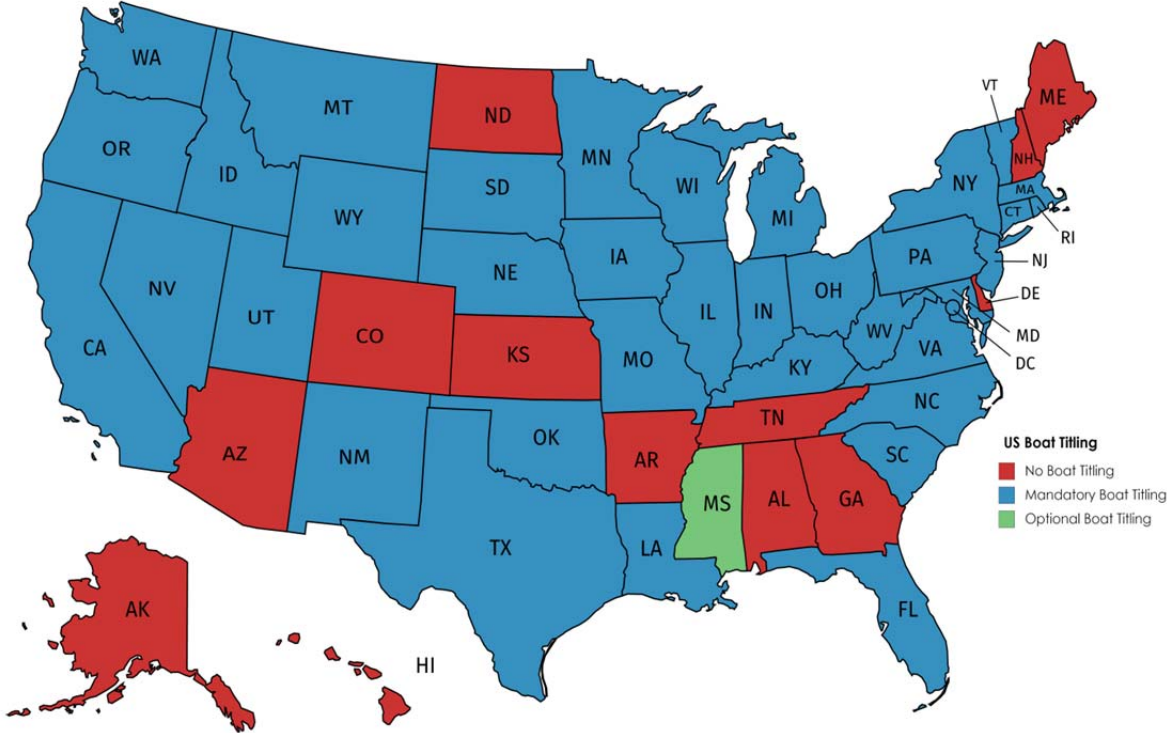 WA
MT
ND
MN
OR
ID
SD
WI
MI
VT
ME
NH
NY
MA
CT
RI
WY
NE
IA
PA
NJ
NV
UT
CO
KS
MO
IL
IN
OH
WV
VA
DE
MD
DC
CA
KY
NC
AZ
NM
OK
AR
TN
SC
TX
LA
MS
AL
GA
FL
AK
HI
US Boat Titling
No Boat Titling
Mandatory Boat Titling
Optional Boat Titling